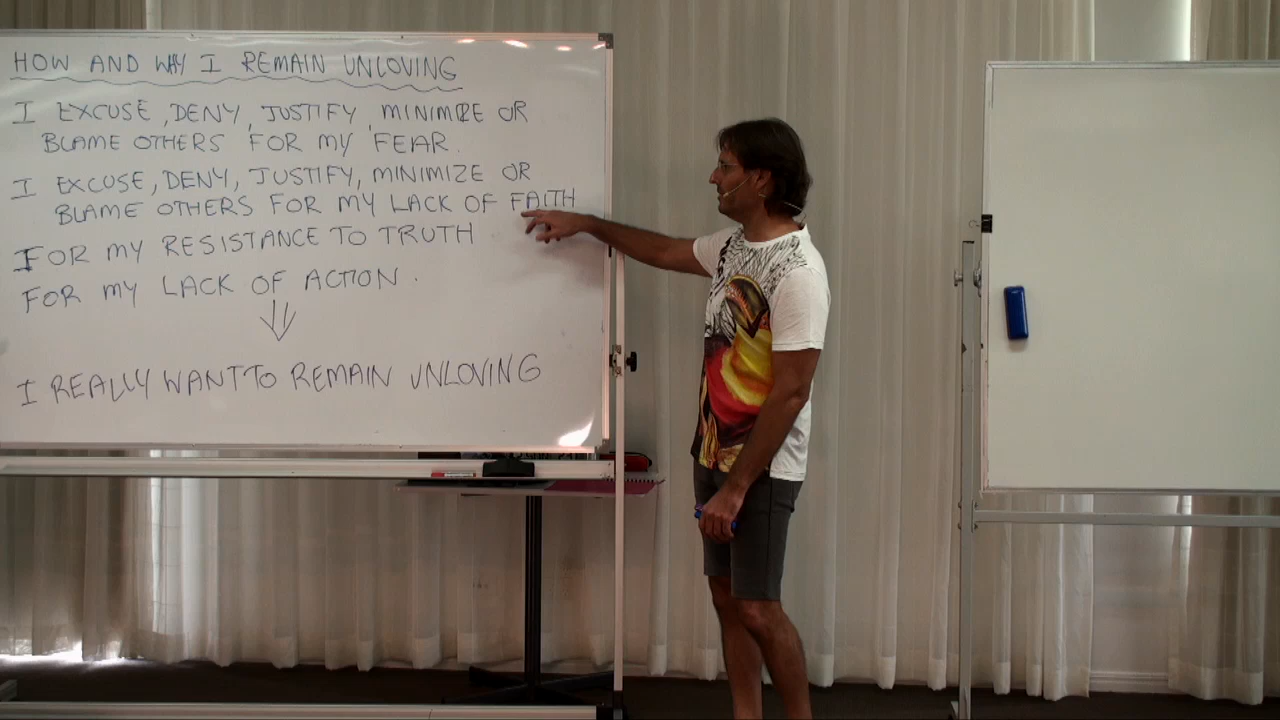 HOW AND WHY I REMAIN UNLOVING
I EXCUSE, DENY, JUSTIFY, MINIMIZE OR
BLAME OTHERS FOR MY FEAR.
I EXCUSE, DENY, JUSTIFY, MINIMIZE OR
BLAME OTHERS FOR MY LACK OF FAITH
FOR MY RESISTANCE TO TRUTH
FOR MY LACK OF ACTION.
I REALLY WANT TO REMAIN UNLOVING